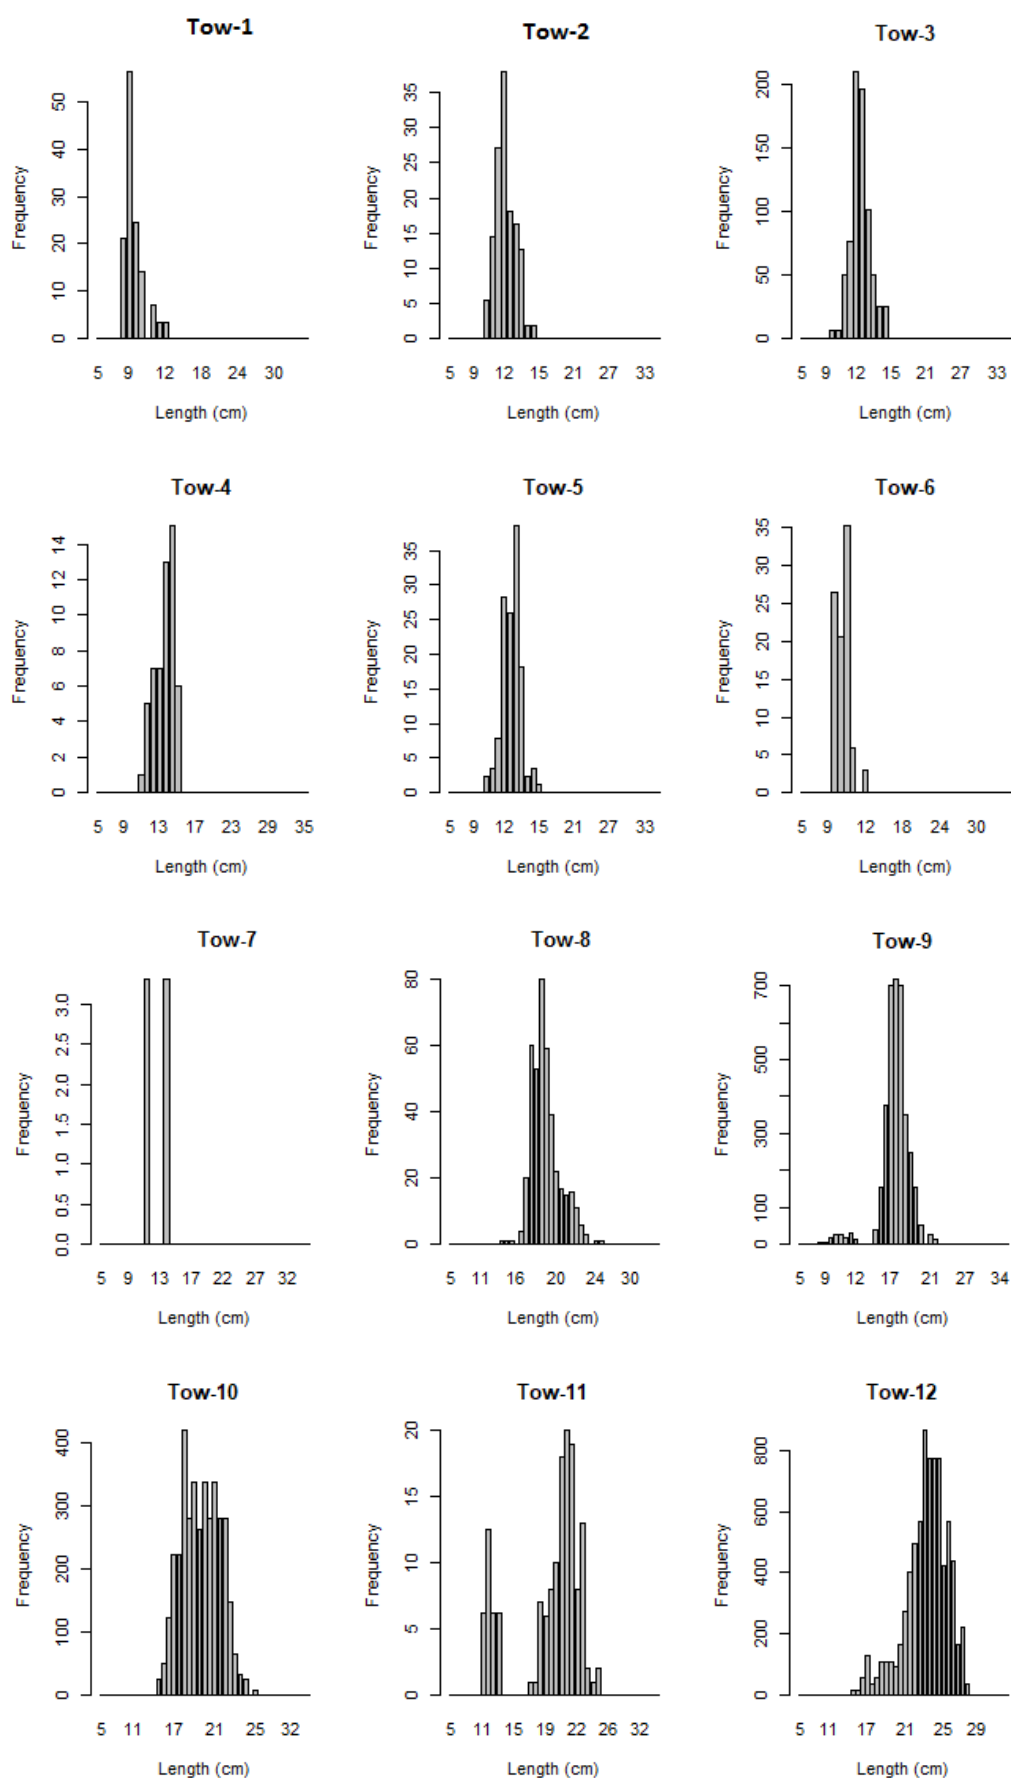 Tow-1
Frequency
0 10 20 30 40 50
5 9 12 18 24 30
Length (cm)
Tow-2
Frequency
0 5 10 15 20 25 30 35
5 9 12 15 21 27 33
Length (cm)
Tow-3
Frequency
0 50 100 150 200
5 9 12 15 21 27 33
Length (cm)
Tow-4
Frequency
0 2 4 6 8 10 12 14
5 9 13 17 23 29 35
Length (cm)
Tow-5
Frequency
0 5 10 15 20 25 30 35
5 9 12 15 21 27 33
Length (cm)
Tow-6
Frequency
0 5 10 15 20 25 30 35
5 9 12 18 24 30
Length (cm)
Tow-7
Frequency
0.0 0.5 1.0 1.5 2.0 2.5 3.0
5 9 13 17 22 27 32
Length (cm)
Tow-8
Frequency
0 20 40 60 80
5 11 16 20 24 30
Length (cm)
Tow-9
Frequency
0 100 300 500 700
5 9 12 17 21 27 34
Length (cm)
Tow-10
Frequency
0 100 200 300 400
5 11 17 21 25 32
Length (cm)
Tow-11
Frequency
0 5 10 15 20
5 11 15 19 22 26 32
Length (cm)
Tow-12
Frequency
0 200 400 600 800
5 11 17 21 25 29
Length (cm)